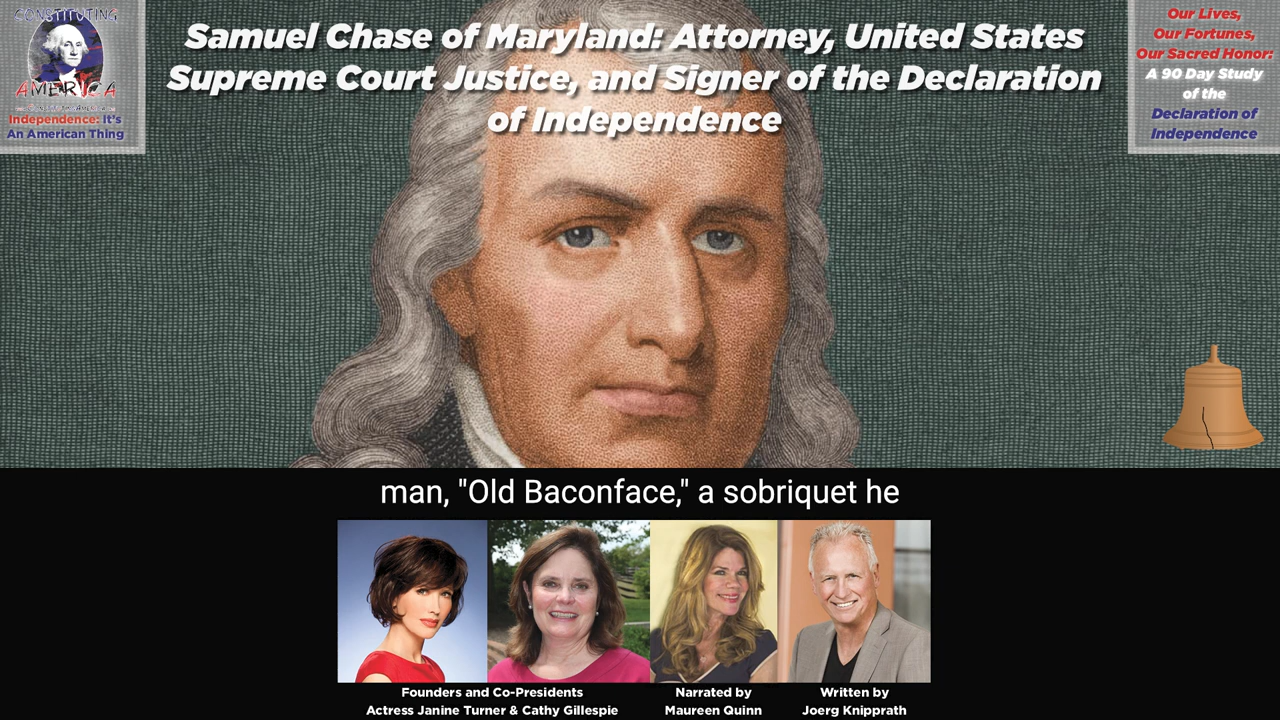 CONSTITUTING
AMERICA
Independence: It's
An American Thing
Samuel Chase of Maryland: Attorney, United States
Supreme Court Justice, and Signer of the Declaration
of Independence
Our Lives,
Our Fortunes,
Our Sacred Honor:
A 90 Day Study
of the
Declaration of
Independence
man, "Old Baconface," a sobriquet he
Founders and Co-Presidents
Actress Janine Turner & Cathy Gillespie
Narrated by
Maureen Quinn
Written by
Joerg Knipprath